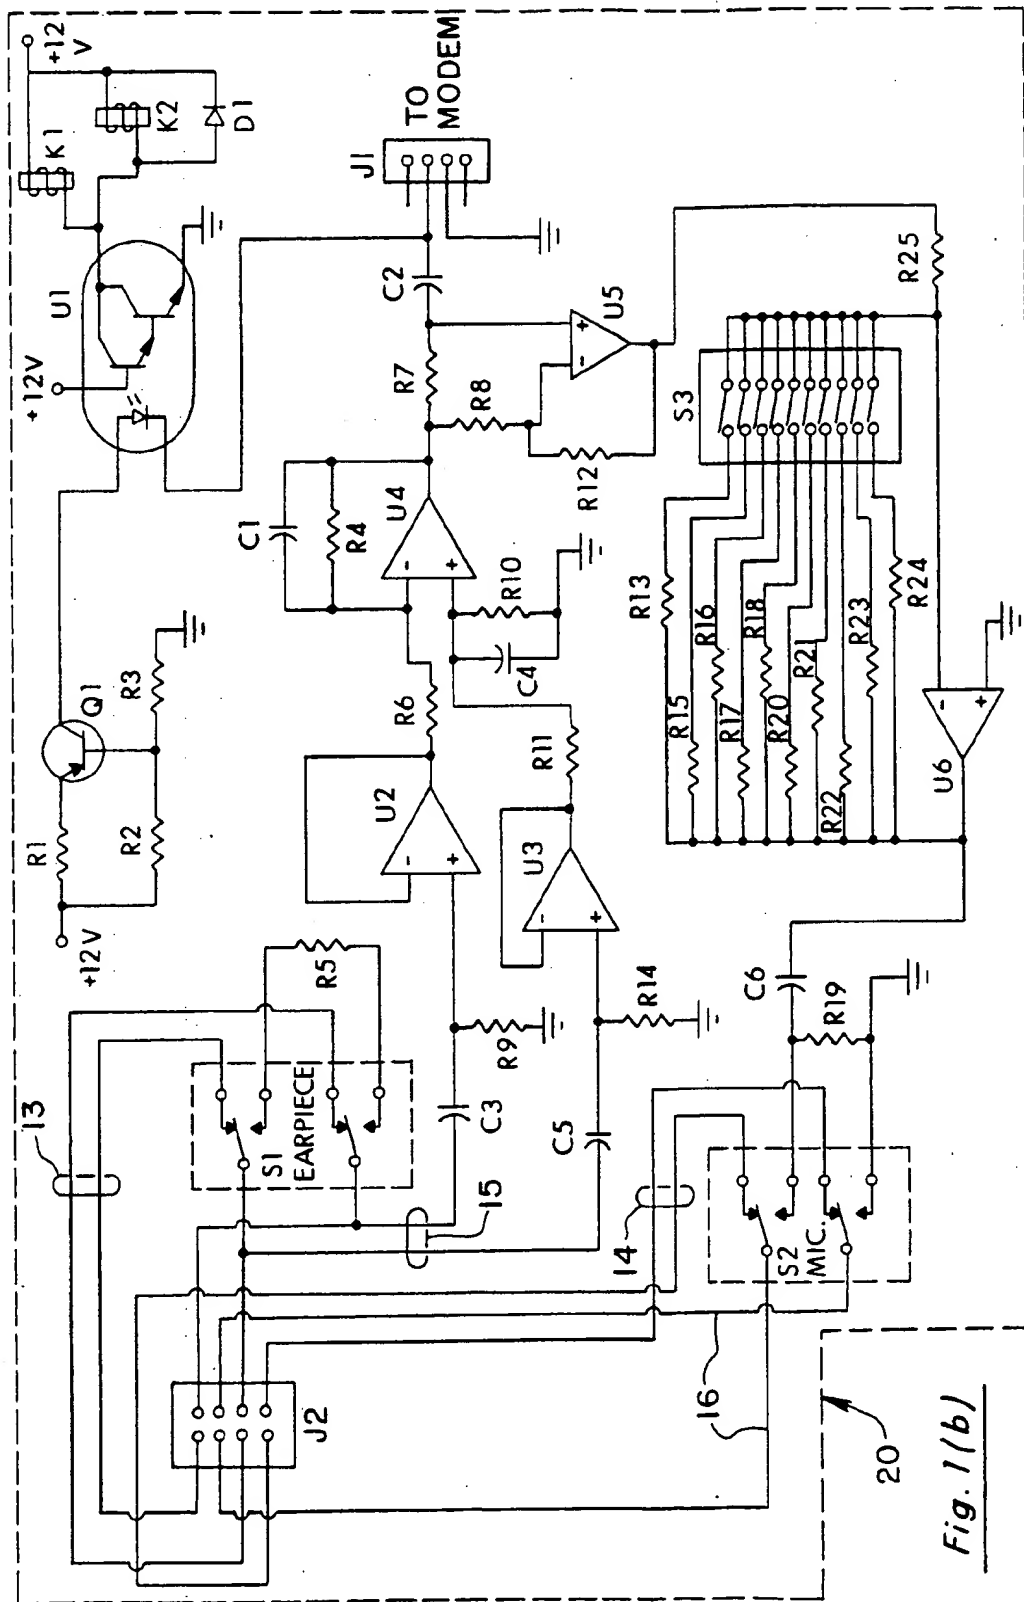 +12
V
K1
K2
D1
U1
+12V
J1
TO
MODEM
Q1
R1
R2
R3
+12V
C1
R4
U4
R7
C2
R8
R12
U5
R10
C4
R6
U2
R11
U3
R5
S1
EARPIECE
13
R9
C3
R14
C5
15
J2
14
S2
MIC.
16
C6
R19
S3
R25
R13
R15
R16
R17
R18
R20
R21
R22
R23
R24
U6
20
Fig. 1(b)